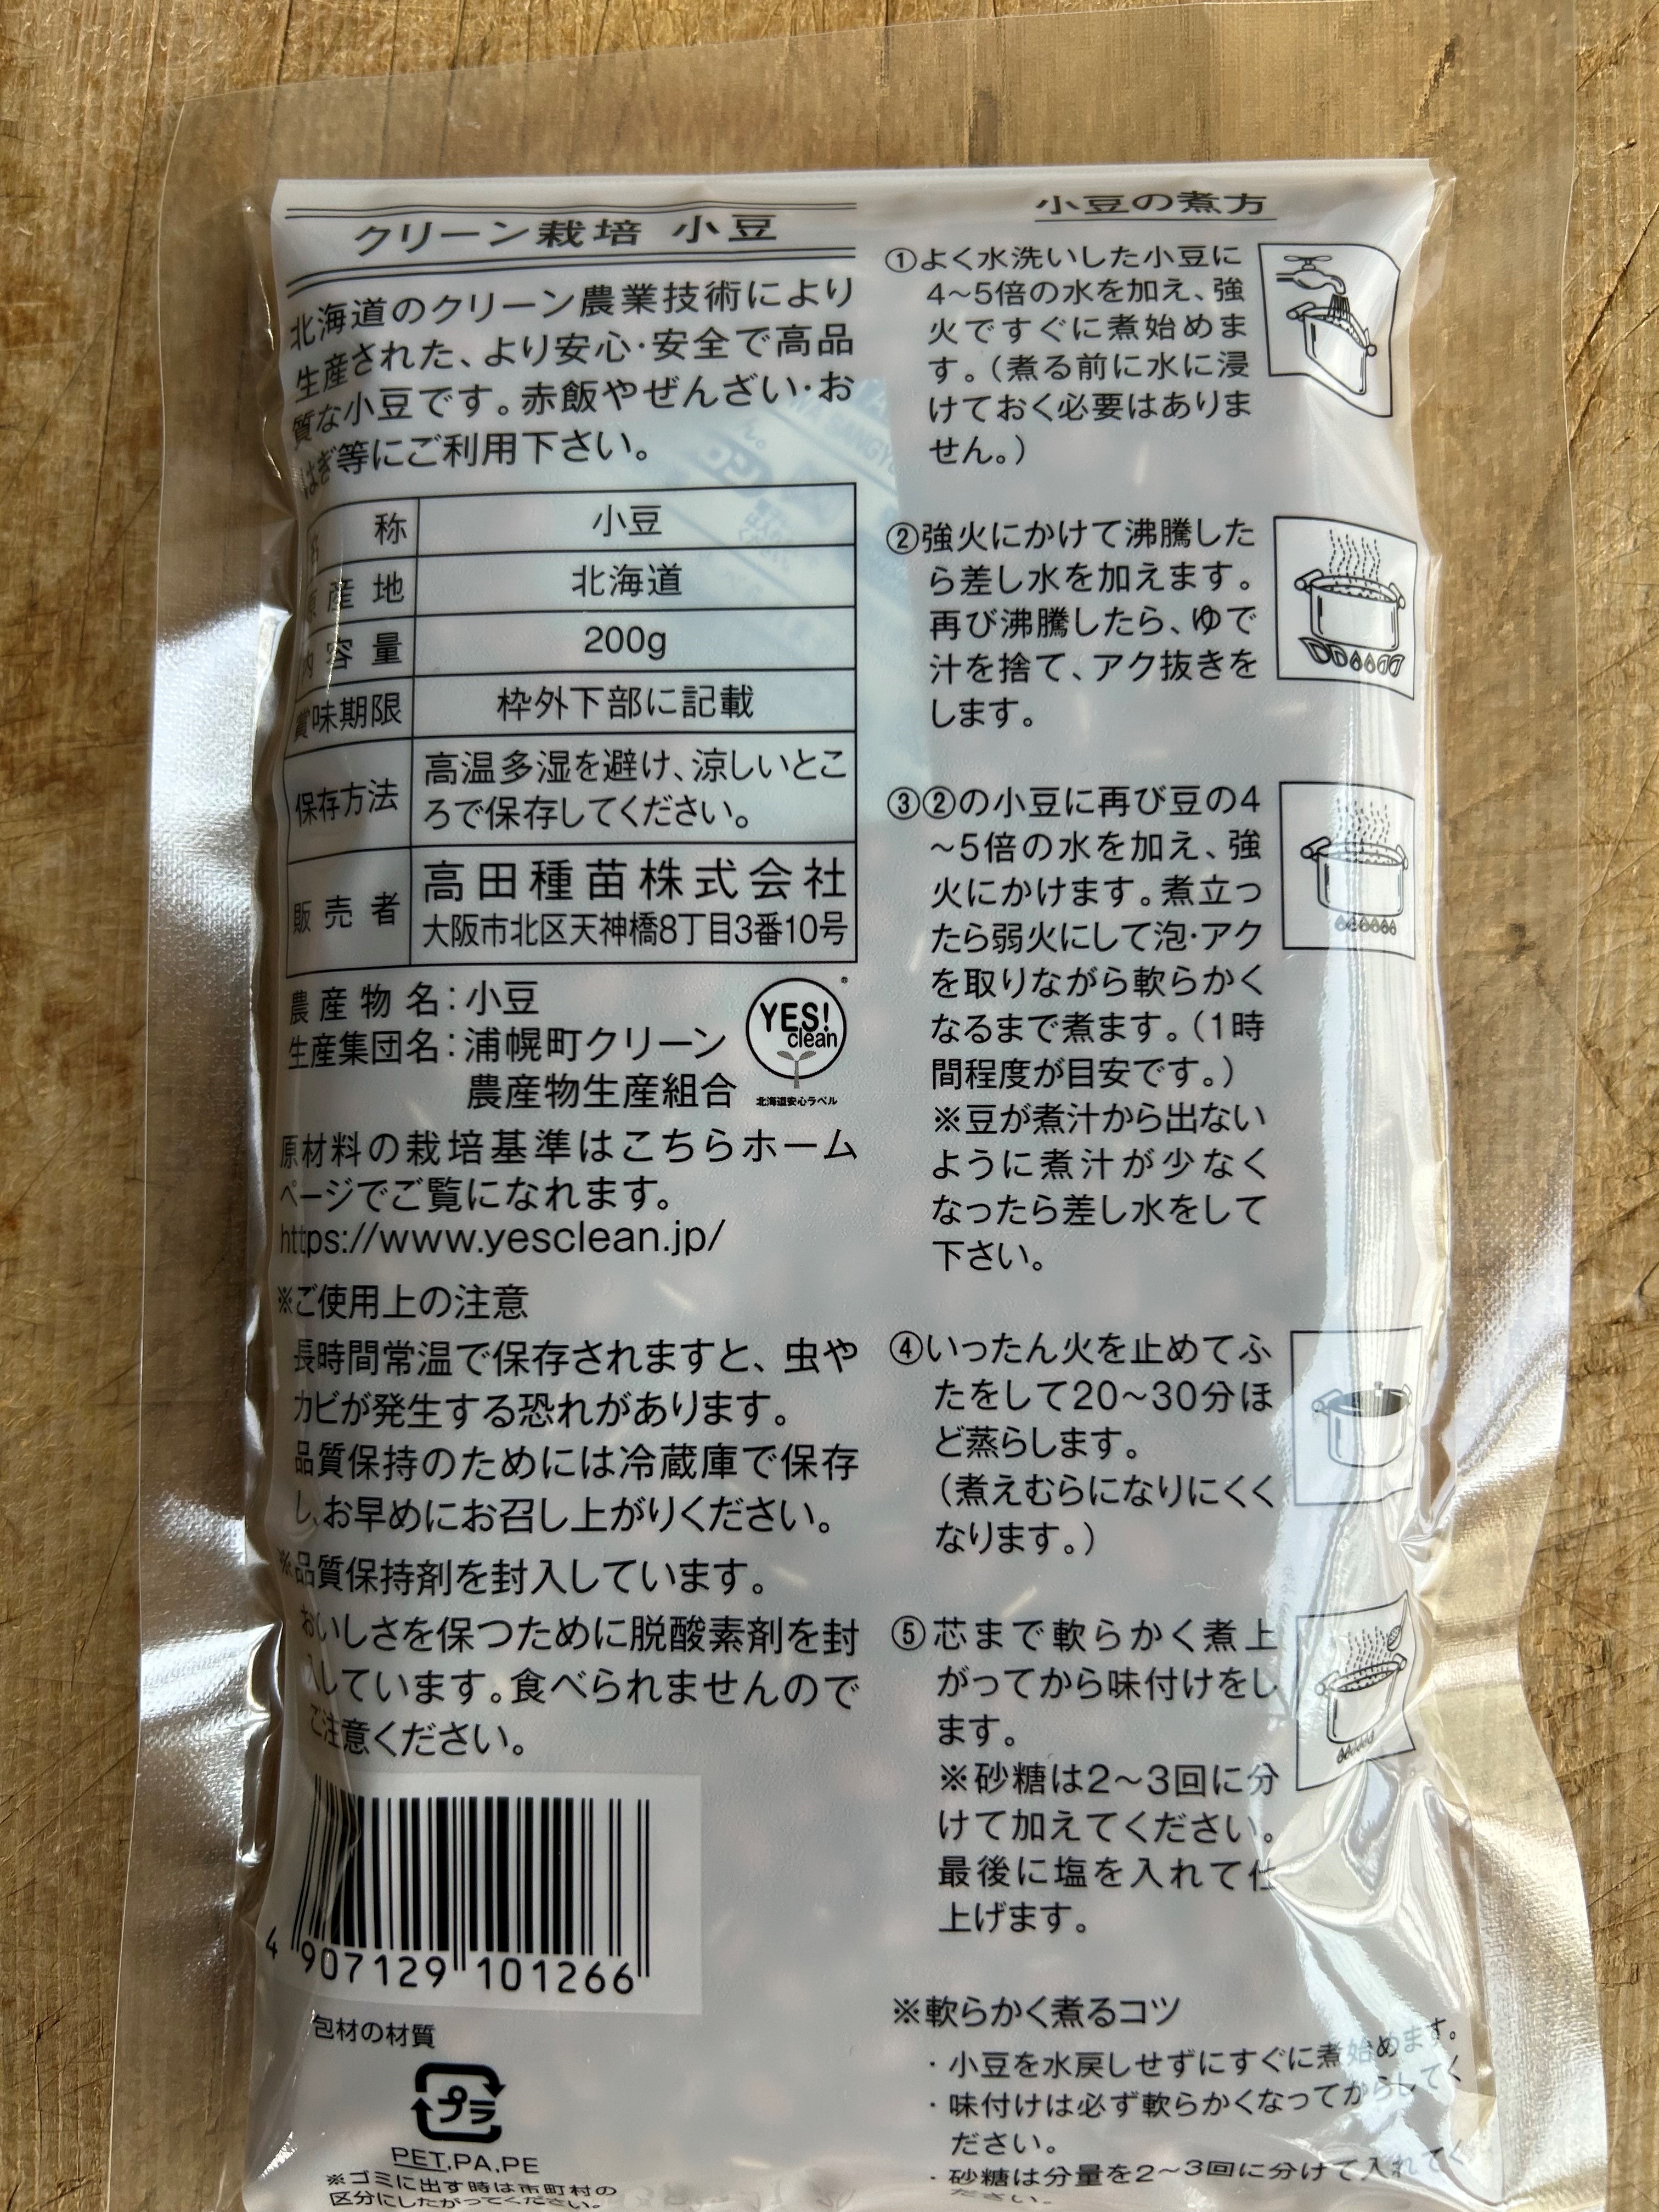 クリーン栽培 小豆
北海道のクリーン農業技術により
生産された、より安心・安全で高品
質な小豆です。赤飯やぜんざい・お
はぎ等にご利用下さい。
名称 小豆
原産地 北海道
内容量 200g
賞味期限 枠外下部に記載
保存方法 高温多湿を避け、涼しいとこ
ろで保存してください。
販売者 高田種苗株式会社
大阪市北区天神橋8丁目3番10号
農産物名:小豆
生産集団名:浦幌町クリーン
農産物生産組合
YES!
clean
北海道安心ラベル
原材料の栽培基準はこちらホーム
ページでご覧になれます。
https://www.yesclean.jp/
※ご使用上の注意
長時間常温で保存されますと、虫や
カビが発生する恐れがあります。
品質保持のためには冷蔵庫で保存
し、お早めにお召し上がりください。
※品質保持剤を封入しています。
おいしさを保つために脱酸素剤を封
入しています。食べられませんので
ご注意ください。
4 907129 101266
包材の材質
プラ
PET,PA,PE
※ゴミに出す時は市町村の
区分にしたがってください。
小豆の煮方
①よく水洗いした小豆に
4～5倍の水を加え、強
火ですぐに煮始めま
す。(煮る前に水に浸
けておく必要はありま
せん。)
②強火にかけて沸騰した
ら差し水を加えます。
再び沸騰したら、ゆで
汁を捨て、アク抜きを
します。
③②の小豆に再び豆の4
～5倍の水を加え、強
火にかけます。煮立っ
たら弱火にして泡・アク
を取りながら軟らかく
なるまで煮ます。(1時
間程度が目安です。)
※豆が煮汁から出ない
ように煮汁が少なく
なったら差し水をして
下さい。
④いったん火を止めてふ
たをして20～30分ほ
ど蒸らします。
(煮えむらになりにくく
なります。)
⑤芯まで軟らかく煮上
がってから味付けをし
ます。
※砂糖は2～3回に分
けて加えてください。
最後に塩を入れて仕
上げます。
※軟らかく煮るコツ
・小豆を水戻しせずにすぐに煮始めます。
・味付けは必ず軟らかくなってからしてく
ださい。
・砂糖は分量を2～3回に分けて入れてく
ださい。